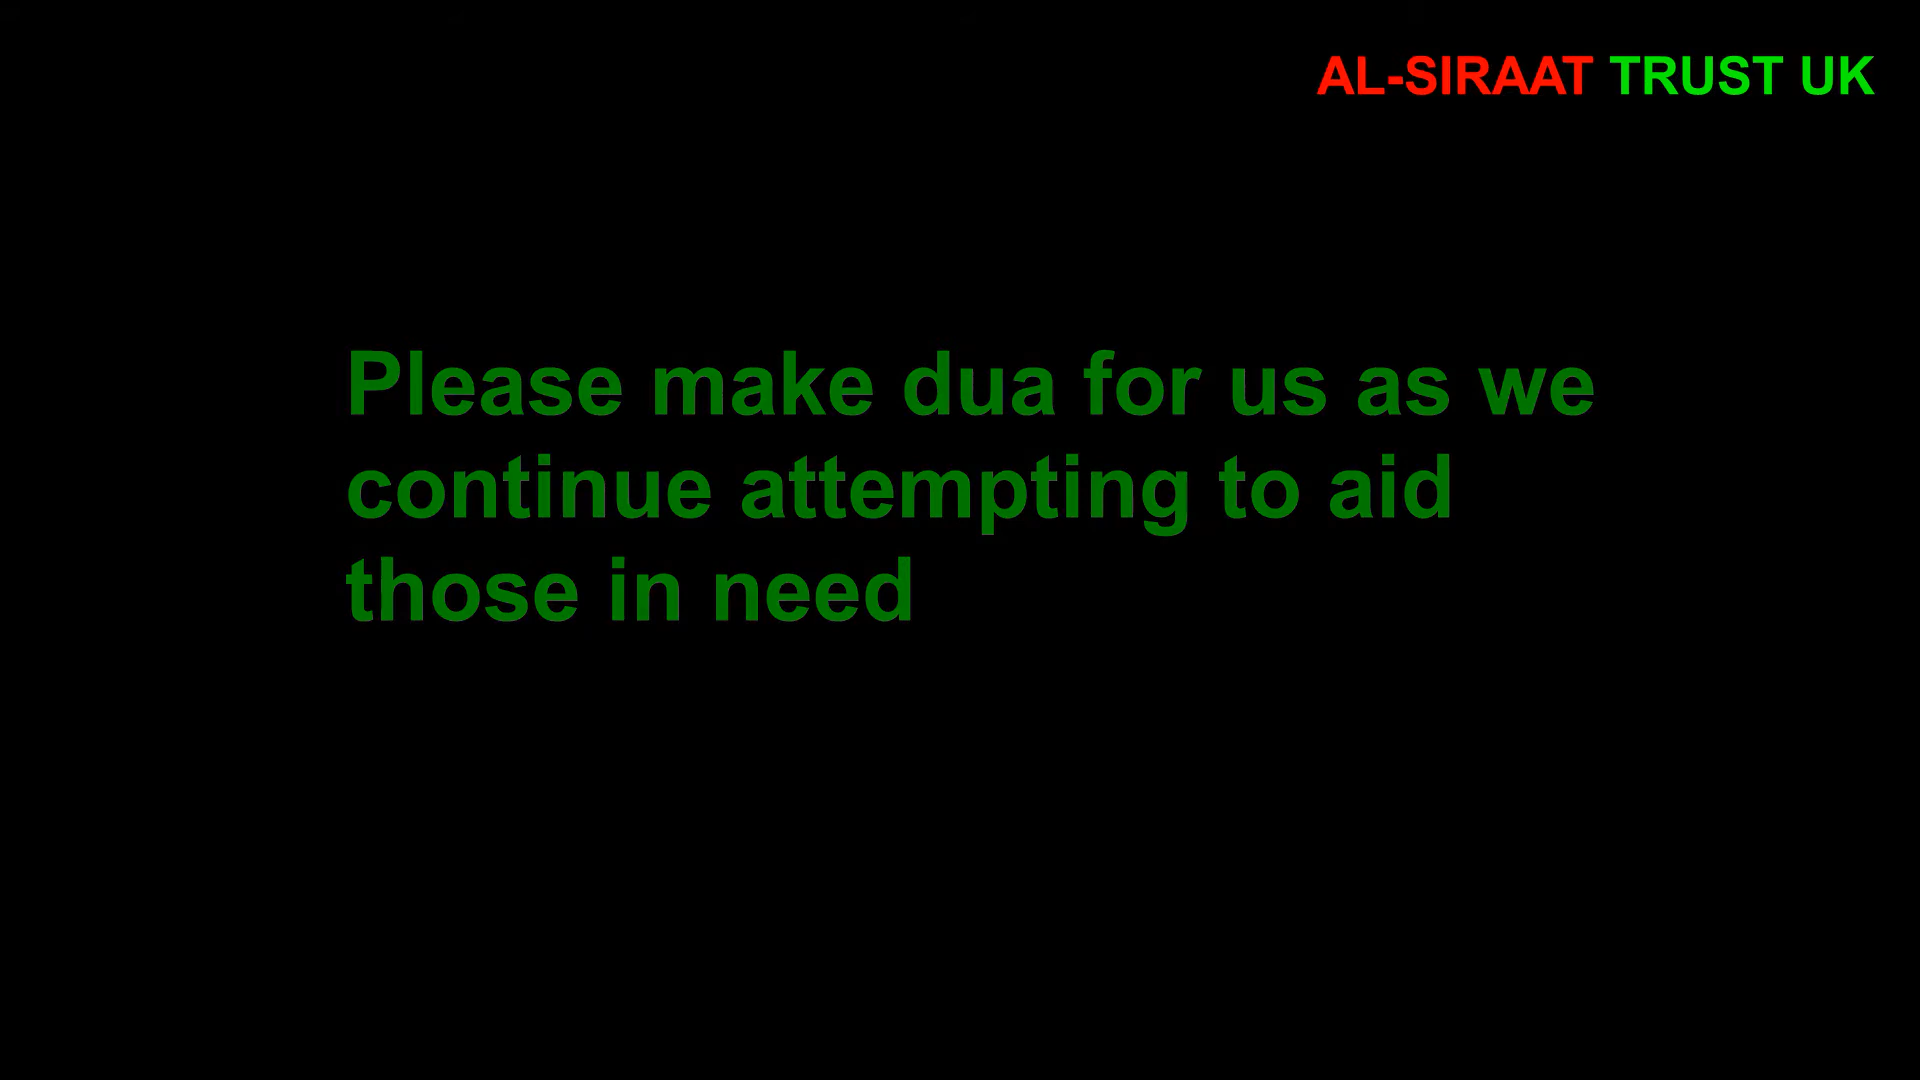 AL-SIRAAT TRUST UK
Please make dua for us as we
continue attempting to aid
those in need